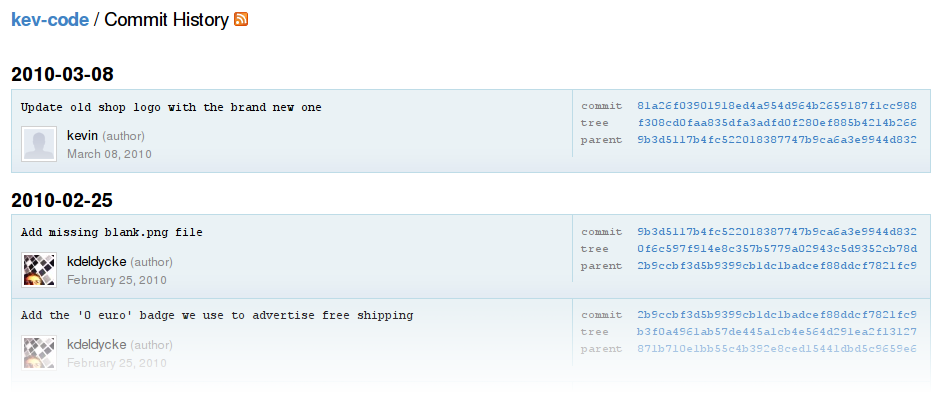 kev-code / Commit History
2010-03-08
Update old shop logo with the brand new one
kevin (author)
March 08, 2010
commit 81a26f03901918ed4a954d964b2659187f1cc988
tree f308cd0faa835dfa3adfd0f280ef885b4214b266
parent 9b3d5117b4fc522018387747b9ca6a3e9944d832
2010-02-25
Add missing blank.png file
kdeldycke (author)
February 25, 2010
commit 9b3d5117b4fc522018387747b9ca6a3e9944d832
tree 0f6c597f914e8c357b5779a02943c5d9352cb78d
parent 2b9ccbf3d5b9399cb1dc1badcef88ddcf7821fc9
Add the '0 euro' badge we use to advertise free shipping
kdeldycke (author)
February 25, 2010
commit 2b9ccbf3d5b9399cb1dc1badcef88ddcf7821fc9
tree b3f0a4961ab57de445a1cb4e564d291ea2f13127
parent 871b710e1bb55c4b392e8ced15441dbd5c9659e6